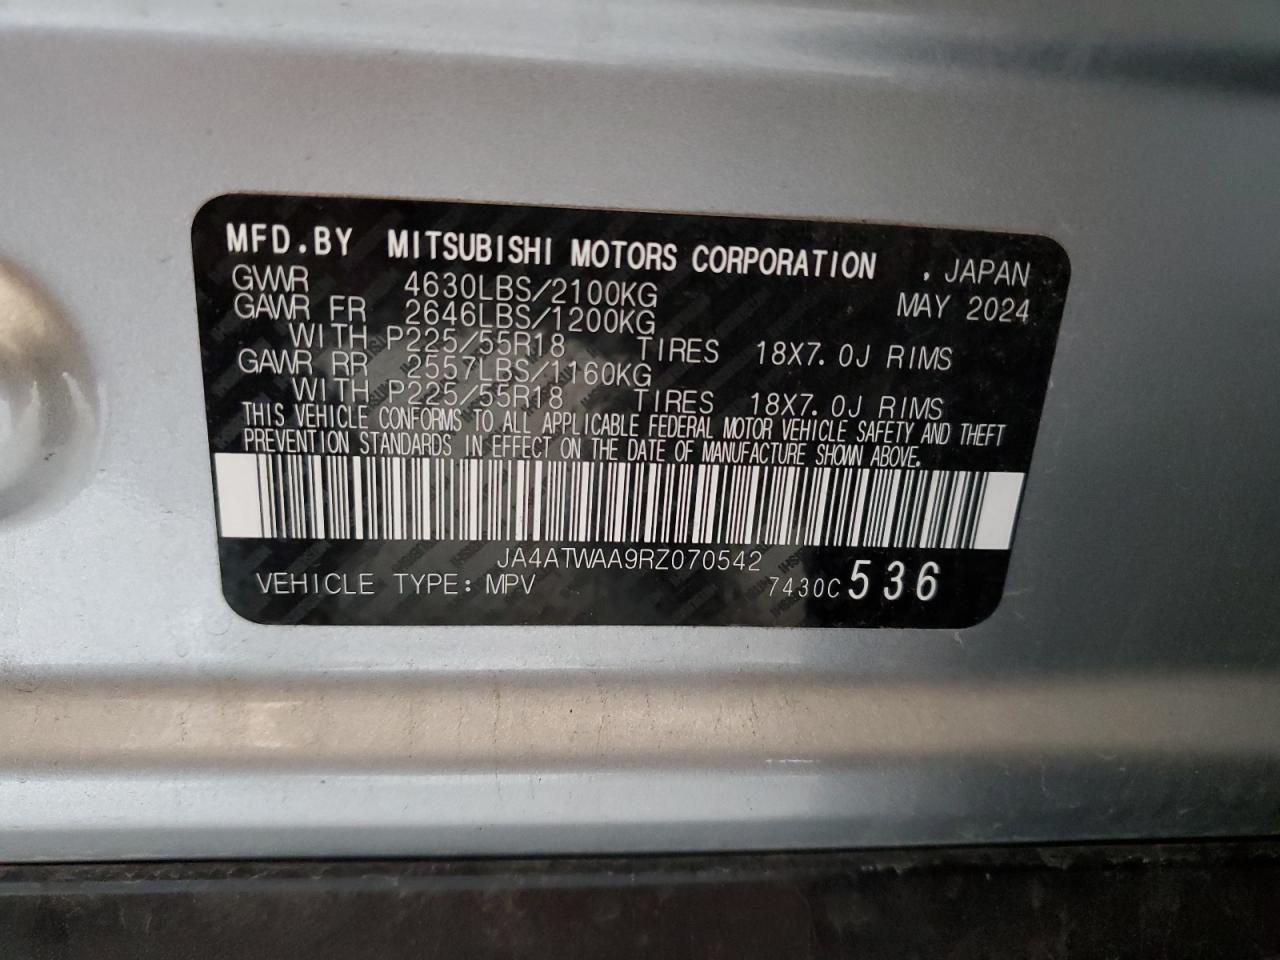 MFD.BY MITSUBISHI MOTORS CORPORATION . JAPAN
GVWR 4630LBS/2100KG MAY 2024
GAWR FR 2646LBS/1200KG
WITH P225/55R18 TIRES 18X7.0J RIMS
GAWR RR 2557LBS/1160KG
WITH P225/55R18 TIRES 18X7.0J RIMS
THIS VEHICLE CONFORMS TO ALL APPLICABLE FEDERAL MOTOR VEHICLE SAFETY AND THEFT
PREVENTION STANDARDS IN EFFECT ON THE DATE OF MANUFACTURE SHOWN ABOVE.
JA4ATWAA9RZ070542
VEHICLE TYPE: MPV 7430C 536